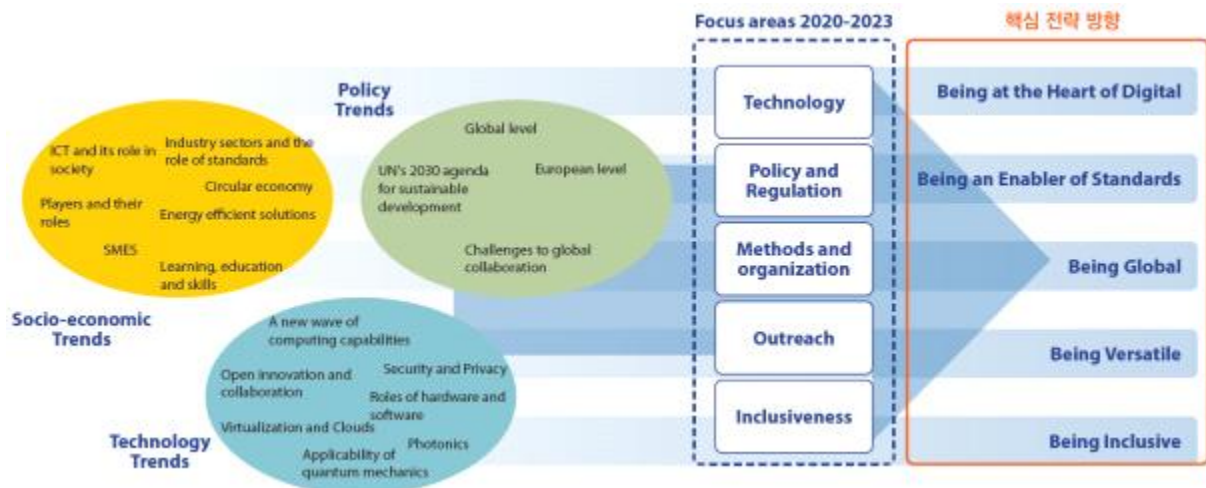 Focus areas 2020-2023
핵심 전략 방향
Policy
Trends
Global level
European level
UN's 2030 agenda
for sustainable
development
Challenges to global
collaboration
ICT and its role in
society
Industry sectors and the
role of standards
Circular economy
Players and their
roles
Energy efficient solutions
SMES
Learning, education
and skills
Socio-economic
Trends
A new wave of
computing capabilities
Open innovation and
collaboration
Security and Privacy
Roles of hardware and
software
Virtualization and Clouds
Photonics
Applicability of
quantum mechanics
Technology
Trends
Technology
Policy and
Regulation
Methods and
organization
Outreach
Inclusiveness
Being at the Heart of Digital
Being an Enabler of Standards
Being Global
Being Versatile
Being Inclusive